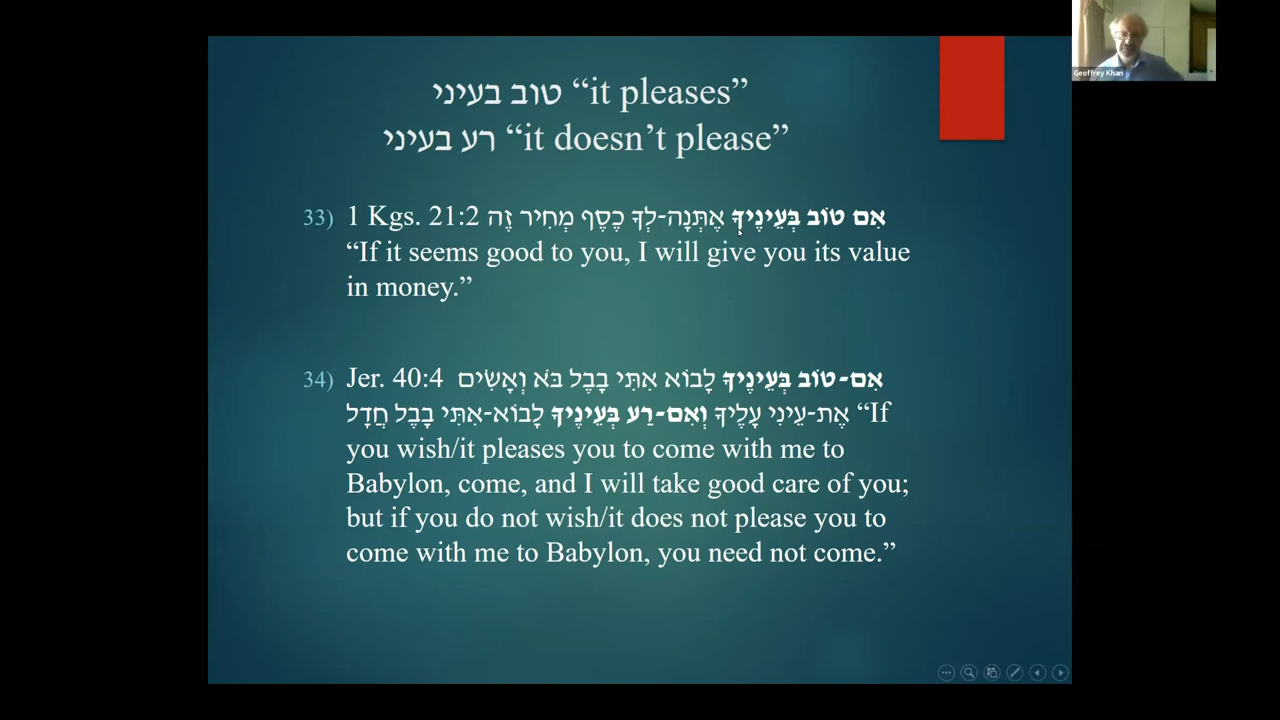 טוב בעיני “it pleases”
רע בעיני “it doesn’t please”
33) 1 Kgs. 21:2 אִם טוֹב בְּעֵינֶיךָ אֶתְּנָה-לְךָ כֶסֶף מְחִיר זֶה
“If it seems good to you, I will give you its value
in money.”
34) Jer. 40:4 אִם-טוֹב בְּעֵינֶיךָ לָבוֹא אִתִּי בָבֶל בֹּא וְאָשִׂים
אֶת-עֵינִי עָלֶיךָ וְאִם-רַע בְּעֵינֶיךָ לָבוֹא-אִתִּי בָבֶל חֲדָל “If
you wish/it pleases you to come with me to
Babylon, come, and I will take good care of you;
but if you do not wish/it does not please you to
come with me to Babylon, you need not come.”
Geoffrey Khan